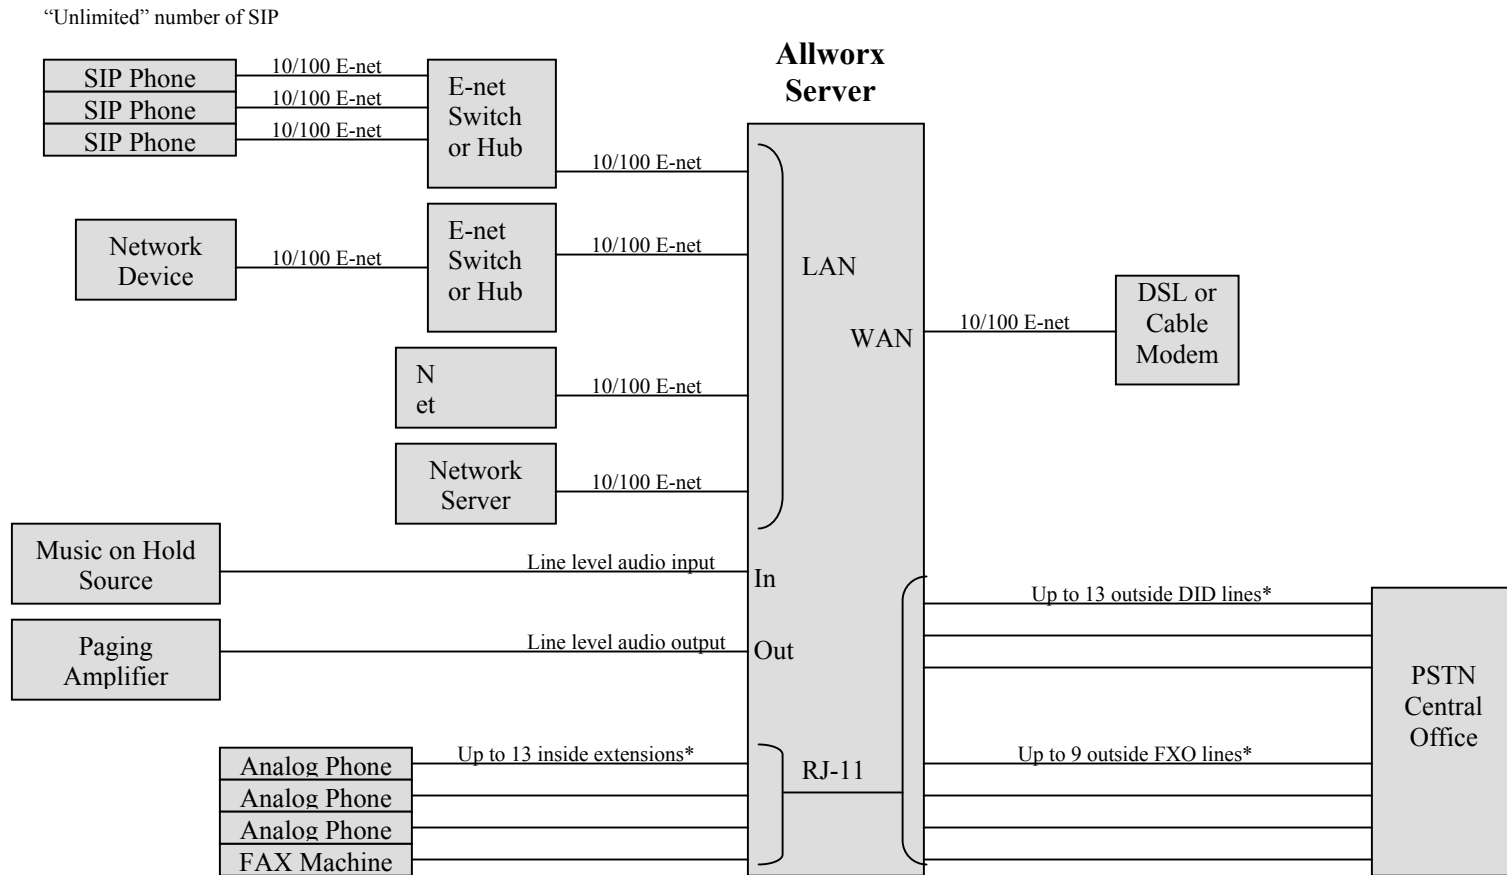 “Unlimited” number of SIP
Allworx
Server
SIP Phone
SIP Phone
SIP Phone
10/100 E-net
10/100 E-net
10/100 E-net
E-net
Switch
or Hub
10/100 E-net
Network
Device
10/100 E-net
E-net
Switch
or Hub
10/100 E-net
LAN
WAN
10/100 E-net
DSL or
Cable
Modem
N
et
10/100 E-net
Network
Server
10/100 E-net
Music on Hold
Source
Line level audio input
In
Paging
Amplifier
Line level audio output
Out
Up to 13 outside DID lines*
PSTN
Central
Office
Analog Phone
Analog Phone
Analog Phone
FAX Machine
Up to 13 inside extensions*
RJ-11
Up to 9 outside FXO lines*